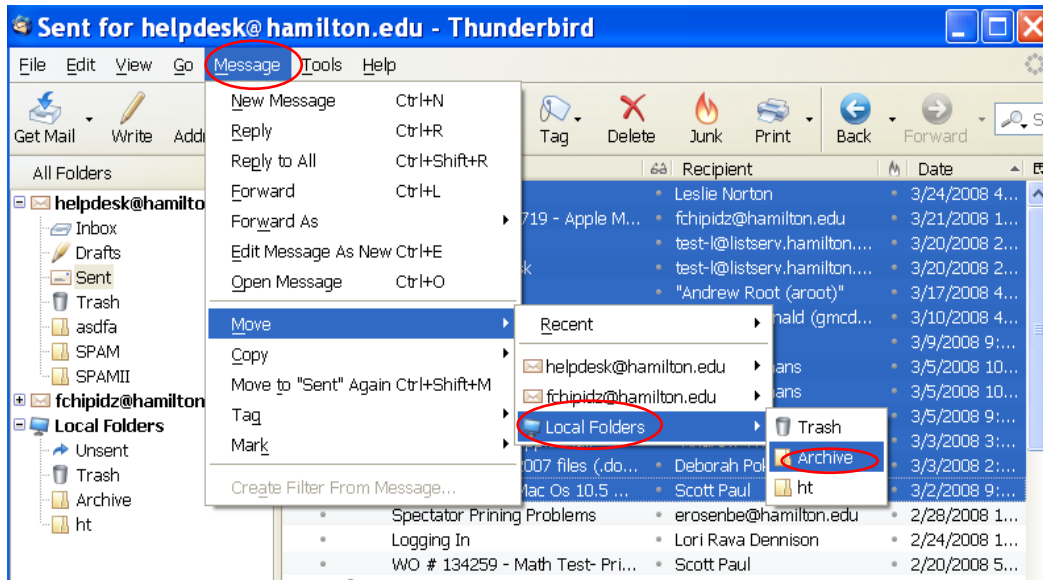 Sent for helpdesk@hamilton.edu - Thunderbird
File Edit View Go Message Tools Help
Get Mail Write Addr Tag Delete Junk Print Back Forward S
All Folders
helpdesk@hamilto
Inbox
Drafts
Sent
Trash
asdfa
SPAM
SPAMII
fchipidz@hamilton
Local Folders
Unsent
Trash
Archive
ht
New Message Ctrl+N
Reply Ctrl+R
Reply to All Ctrl+Shift+R
Forward Ctrl+L
Forward As
Edit Message As New Ctrl+E
Open Message Ctrl+O
Move
Copy
Move to "Sent" Again Ctrl+Shift+M
Tag
Mark
Create Filter From Message...
Recent
helpdesk@hamilton.edu
fchipidz@hamilton.edu
Local Folders
Trash
Archive
ht
Recipient Date
Leslie Norton 3/24/2008 4...
719 - Apple M... fchipidz@hamilton.edu 3/21/2008 1...
test-l@listserv.hamilton.... 3/20/2008 2...
sk test-l@listserv.hamilton.... 3/20/2008 2...
"Andrew Root (aroot)" 3/17/2008 4...
nald (gmcd... 3/10/2008 4...
3/9/2008 9:...
ans 3/5/2008 10...
ans 3/5/2008 10...
3/5/2008 9:...
3/3/2008 3:...
007 files (.do... Deborah Pok 3/3/2008 2:...
Mac Os 10.5 ... Scott Paul 3/2/2008 9:...
Spectator Prining Problems erosenbe@hamilton.edu 2/28/2008 1...
Logging In Lori Rava Dennison 2/24/2008 1...
WO # 134259 - Math Test- Pri... Scott Paul 2/20/2008 5...